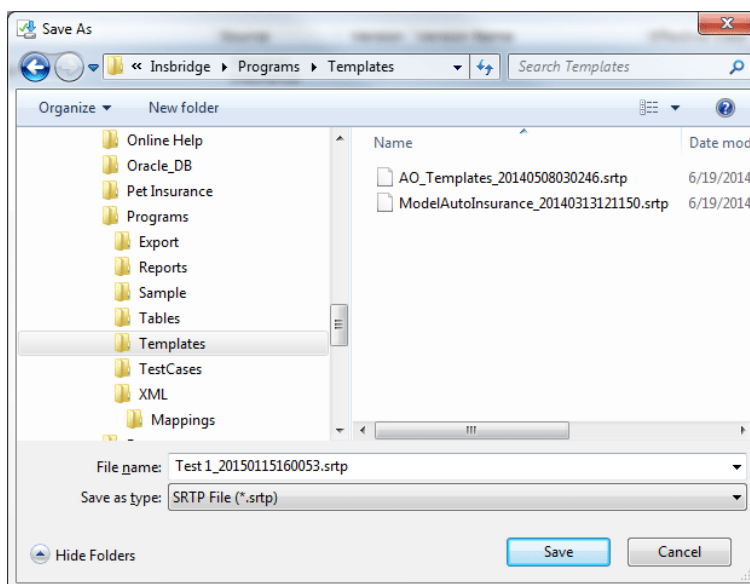 Save As
« Insbridge Programs Templates
Search Templates
Organize New folder
Online Help
Oracle_DB
Pet Insurance
Programs
Export
Reports
Sample
Tables
Templates
TestCases
XML
Mappings
Name Date mod
AO_Templates_20140508030246.srtp 6/19/2014
ModelAutoInsurance_20140313121150.srtp 6/19/2014
File name: Test 1_20150115160053.srtp
Save as type: SRTP File (*.srtp)
Hide Folders
Save Cancel